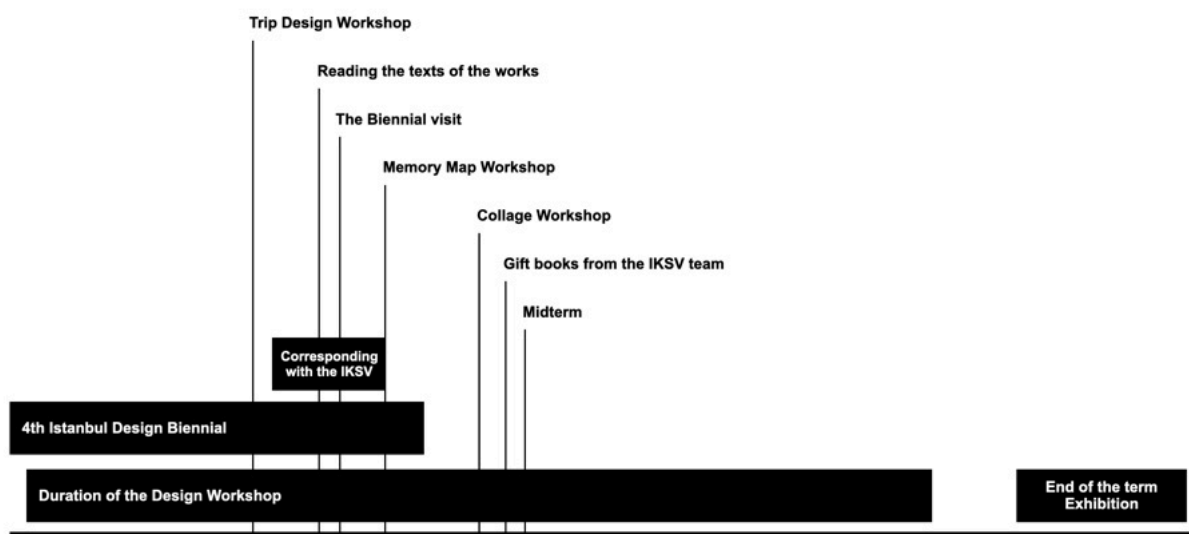 Trip Design Workshop
Reading the texts of the works
The Biennial visit
Memory Map Workshop
Collage Workshop
Gift books from the IKSV team
Midterm
Corresponding
with the IKSV
4th Istanbul Design Biennial
Duration of the Design Workshop
End of the term
Exhibition